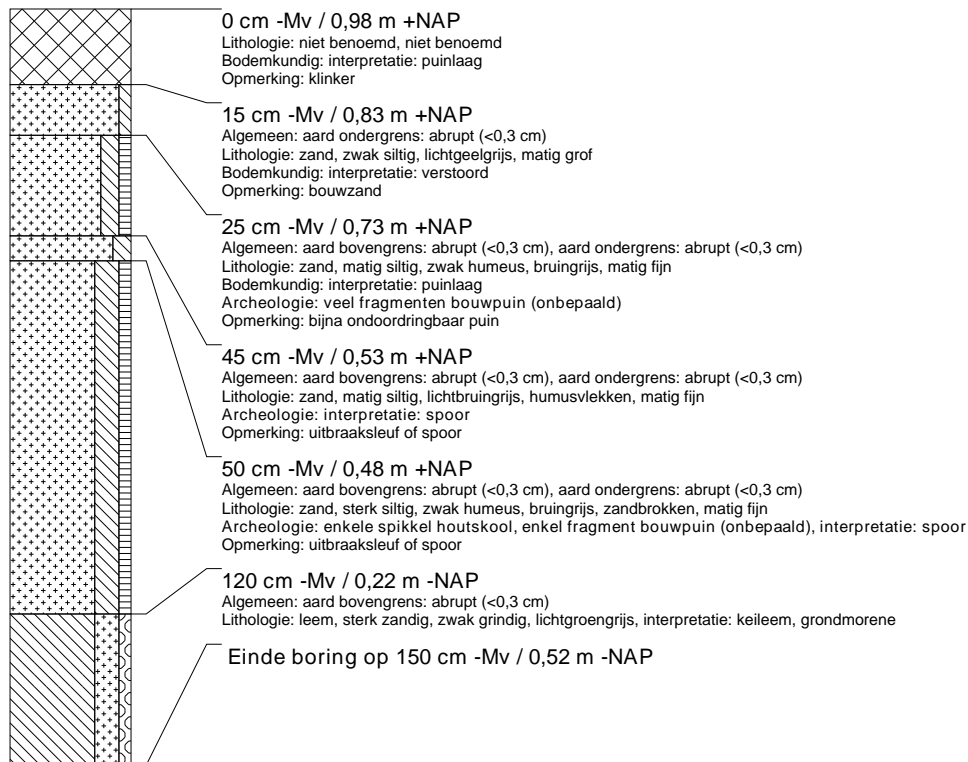 0 cm -Mv / 0,98 m +NAP
Lithologie: niet benoemd, niet benoemd
Bodemkundig: interpretatie: puinlaag
Opmerking: klinker
15 cm -Mv / 0,83 m +NAP
Algemeen: aard ondergrens: abrupt (<0,3 cm)
Lithologie: zand, zwak siltig, lichtgeelgrijs, matig grof
Bodemkundig: interpretatie: verstoord
Opmerking: bouwzand
25 cm -Mv / 0,73 m +NAP
Algemeen: aard bovengrens: abrupt (<0,3 cm), aard ondergrens: abrupt (<0,3 cm)
Lithologie: zand, matig siltig, zwak humeus, bruingrijs, matig fijn
Bodemkundig: interpretatie: puinlaag
Archeologie: veel fragmenten bouwpuin (onbepaald)
Opmerking: bijna ondoordringbaar puin
45 cm -Mv / 0,53 m +NAP
Algemeen: aard bovengrens: abrupt (<0,3 cm), aard ondergrens: abrupt (<0,3 cm)
Lithologie: zand, matig siltig, lichtbruingrijs, humusvlekken, matig fijn
Archeologie: interpretatie: spoor
Opmerking: uitbraaksleuf of spoor
50 cm -Mv / 0,48 m +NAP
Algemeen: aard bovengrens: abrupt (<0,3 cm), aard ondergrens: abrupt (<0,3 cm)
Lithologie: zand, sterk siltig, zwak humeus, bruingrijs, zandbrokken, matig fijn
Archeologie: enkele spikkel houtskool, enkel fragment bouwpuin (onbepaald), interpretatie: spoor
Opmerking: uitbraaksleuf of spoor
120 cm -Mv / 0,22 m -NAP
Algemeen: aard bovengrens: abrupt (<0,3 cm)
Lithologie: leem, sterk zandig, zwak grindig, lichtgroengrijs, interpretatie: keileem, grondmorene
Einde boring op 150 cm -Mv / 0,52 m -NAP